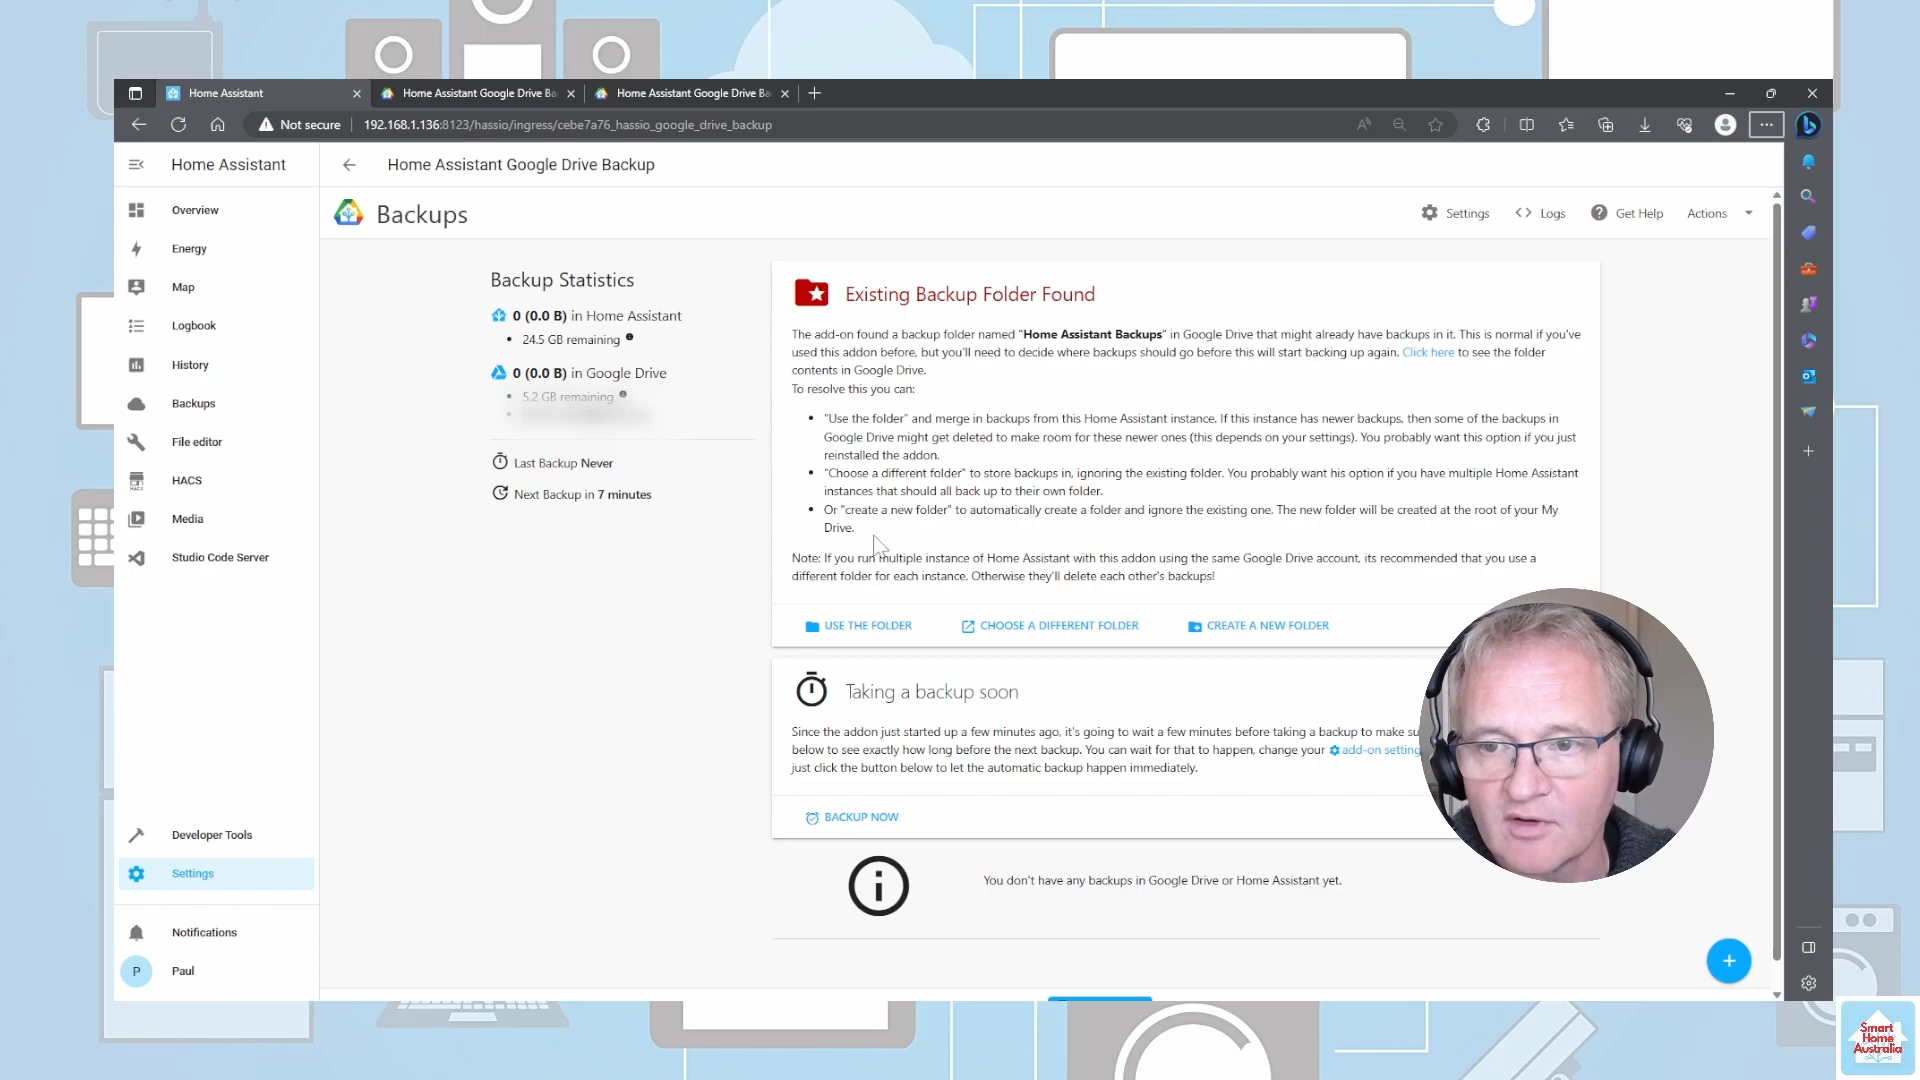 Home Assistant
Home Assistant Google Drive Ba
Home Assistant Google Drive Ba
Not secure
192.168.1.136:8123/hassio/ingress/cebe7a76_hassio_google_drive_backup
Home Assistant
Home Assistant Google Drive Backup
Overview
Energy
Map
Logbook
History
Backups
File editor
HACS
HACS
Media
Studio Code Server
Developer Tools
Settings
Notifications
P
Paul
Backups
Settings
Logs
Get Help
Actions
Backup Statistics
0 (0.0 B) in Home Assistant
24.5 GB remaining
0 (0.0 B) in Google Drive
5.2 GB remaining
Last Backup Never
Next Backup in 7 minutes
Existing Backup Folder Found
The add-on found a backup folder named "Home Assistant Backups" in Google Drive that might already have backups in it. This is normal if you've
used this addon before, but you'll need to decide where backups should go before this will start backing up again. Click here to see the folder
contents in Google Drive.
To resolve this you can:
"Use the folder" and merge in backups from this Home Assistant instance. If this instance has newer backups, then some of the backups in
Google Drive might get deleted to make room for these newer ones (this depends on your settings). You probably want this option if you just
reinstalled the addon.
"Choose a different folder" to store backups in, ignoring the existing folder. You probably want his option if you have multiple Home Assistant
instances that should all back up to their own folder.
Or "create a new folder" to automatically create a folder and ignore the existing one. The new folder will be created at the root of your My
Drive.
Note: If you run multiple instance of Home Assistant with this addon using the same Google Drive account, its recommended that you use a
different folder for each instance. Otherwise they'll delete each other's backups!
USE THE FOLDER
CHOOSE A DIFFERENT FOLDER
CREATE A NEW FOLDER
Taking a backup soon
Since the addon just started up a few minutes ago, it's going to wait a few minutes before taking a backup to make su
below to see exactly how long before the next backup. You can wait for that to happen, change your add-on setting
just click the button below to let the automatic backup happen immediately.
BACKUP NOW
You don't have any backups in Google Drive or Home Assistant yet.
Smart
Home
Australia